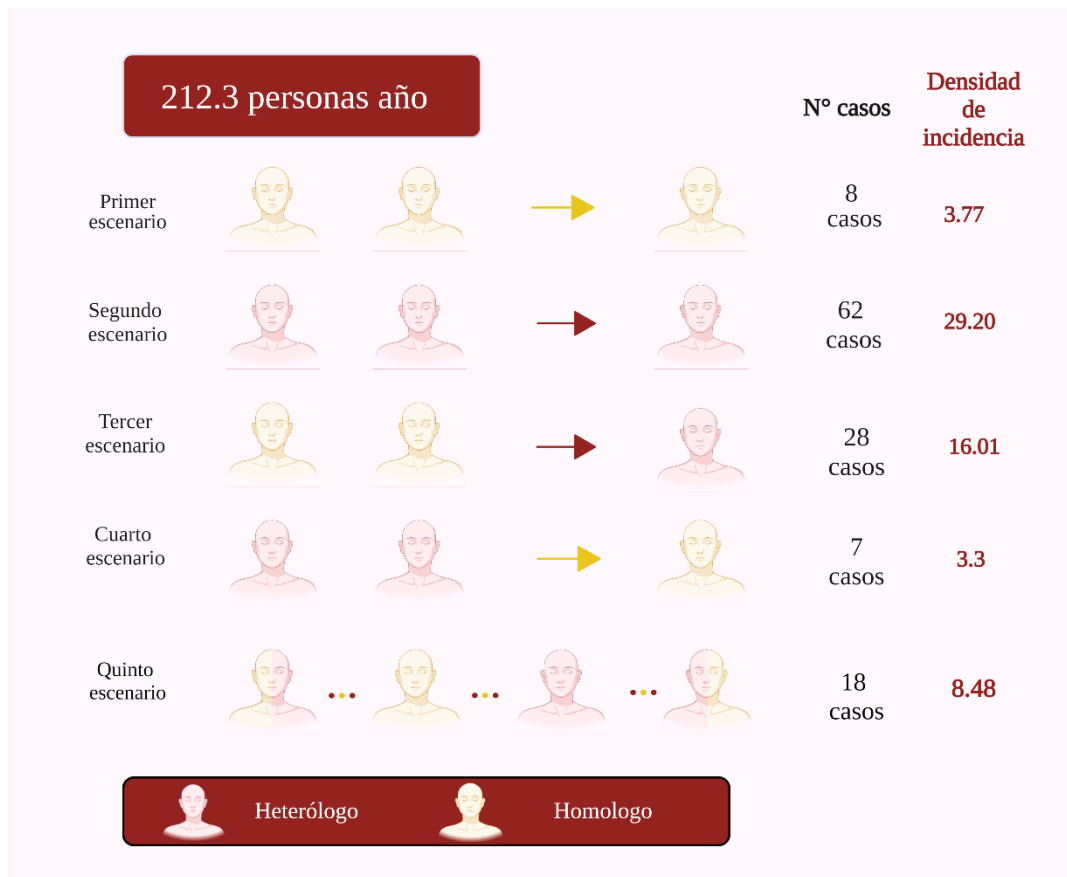 212.3 personas año
N° casos
Densidad
de
incidencia
Primer
escenario
8
casos
3.77
Segundo
escenario
62
casos
29.20
Tercer
escenario
28
casos
16.01
Cuarto
escenario
7
casos
3.3
Quinto
escenario
18
casos
8.48
Heterólogo
Homologo